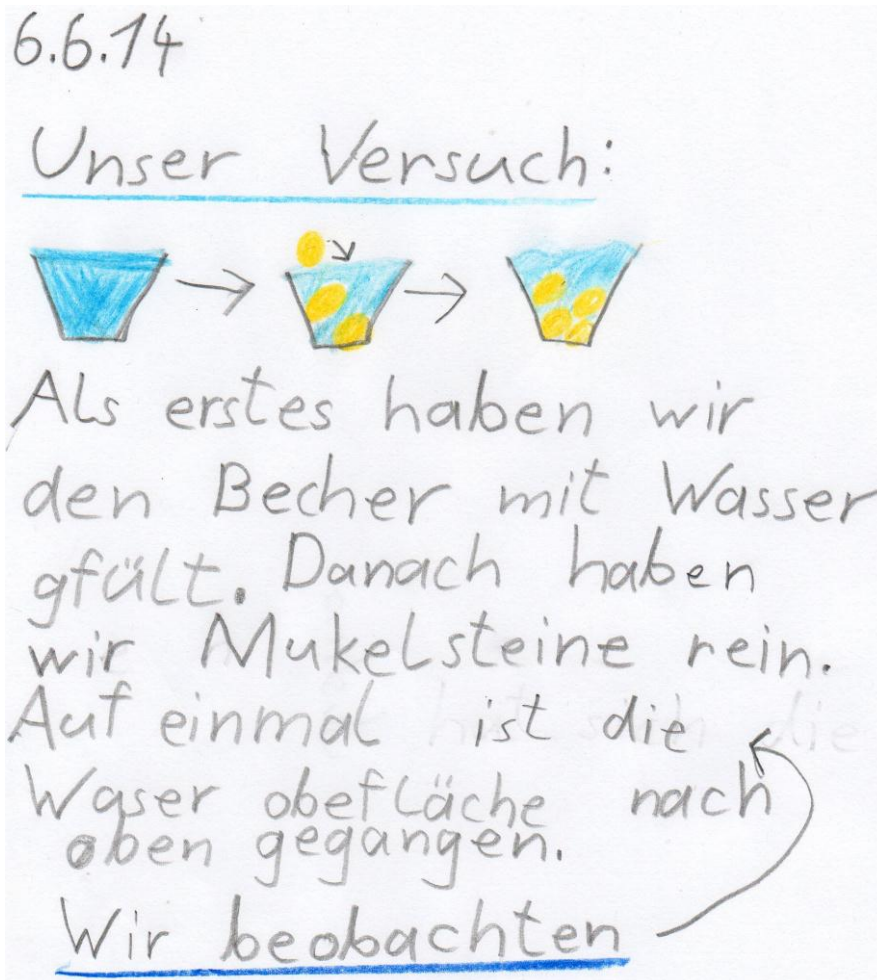 6.6.14
Unser Versuch:
Als erstes haben wir
den Becher mit Wasser
gfült. Danach haben
wir Mukelsteine rein.
Auf einmal ist die
Waser obefläche nach
oben gegangen.
Wir beobachten